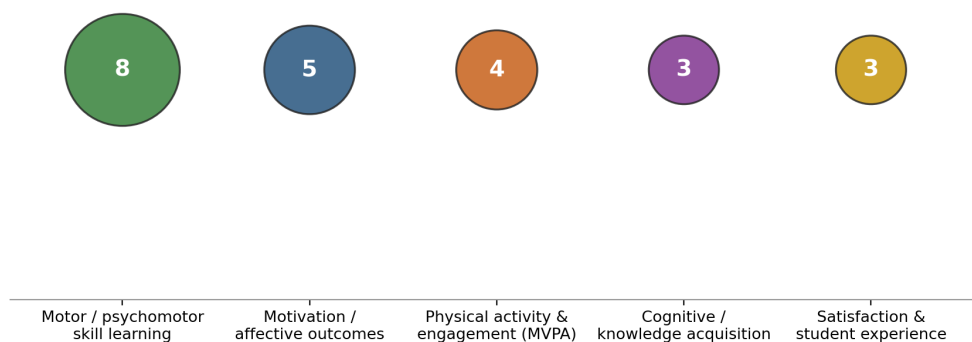 8
5
4
3
3
Motor / psychomotor
skill learning
Motivation /
affective outcomes
Physical activity &
engagement (MVPA)
Cognitive /
knowledge acquisition
Satisfaction &
student experience